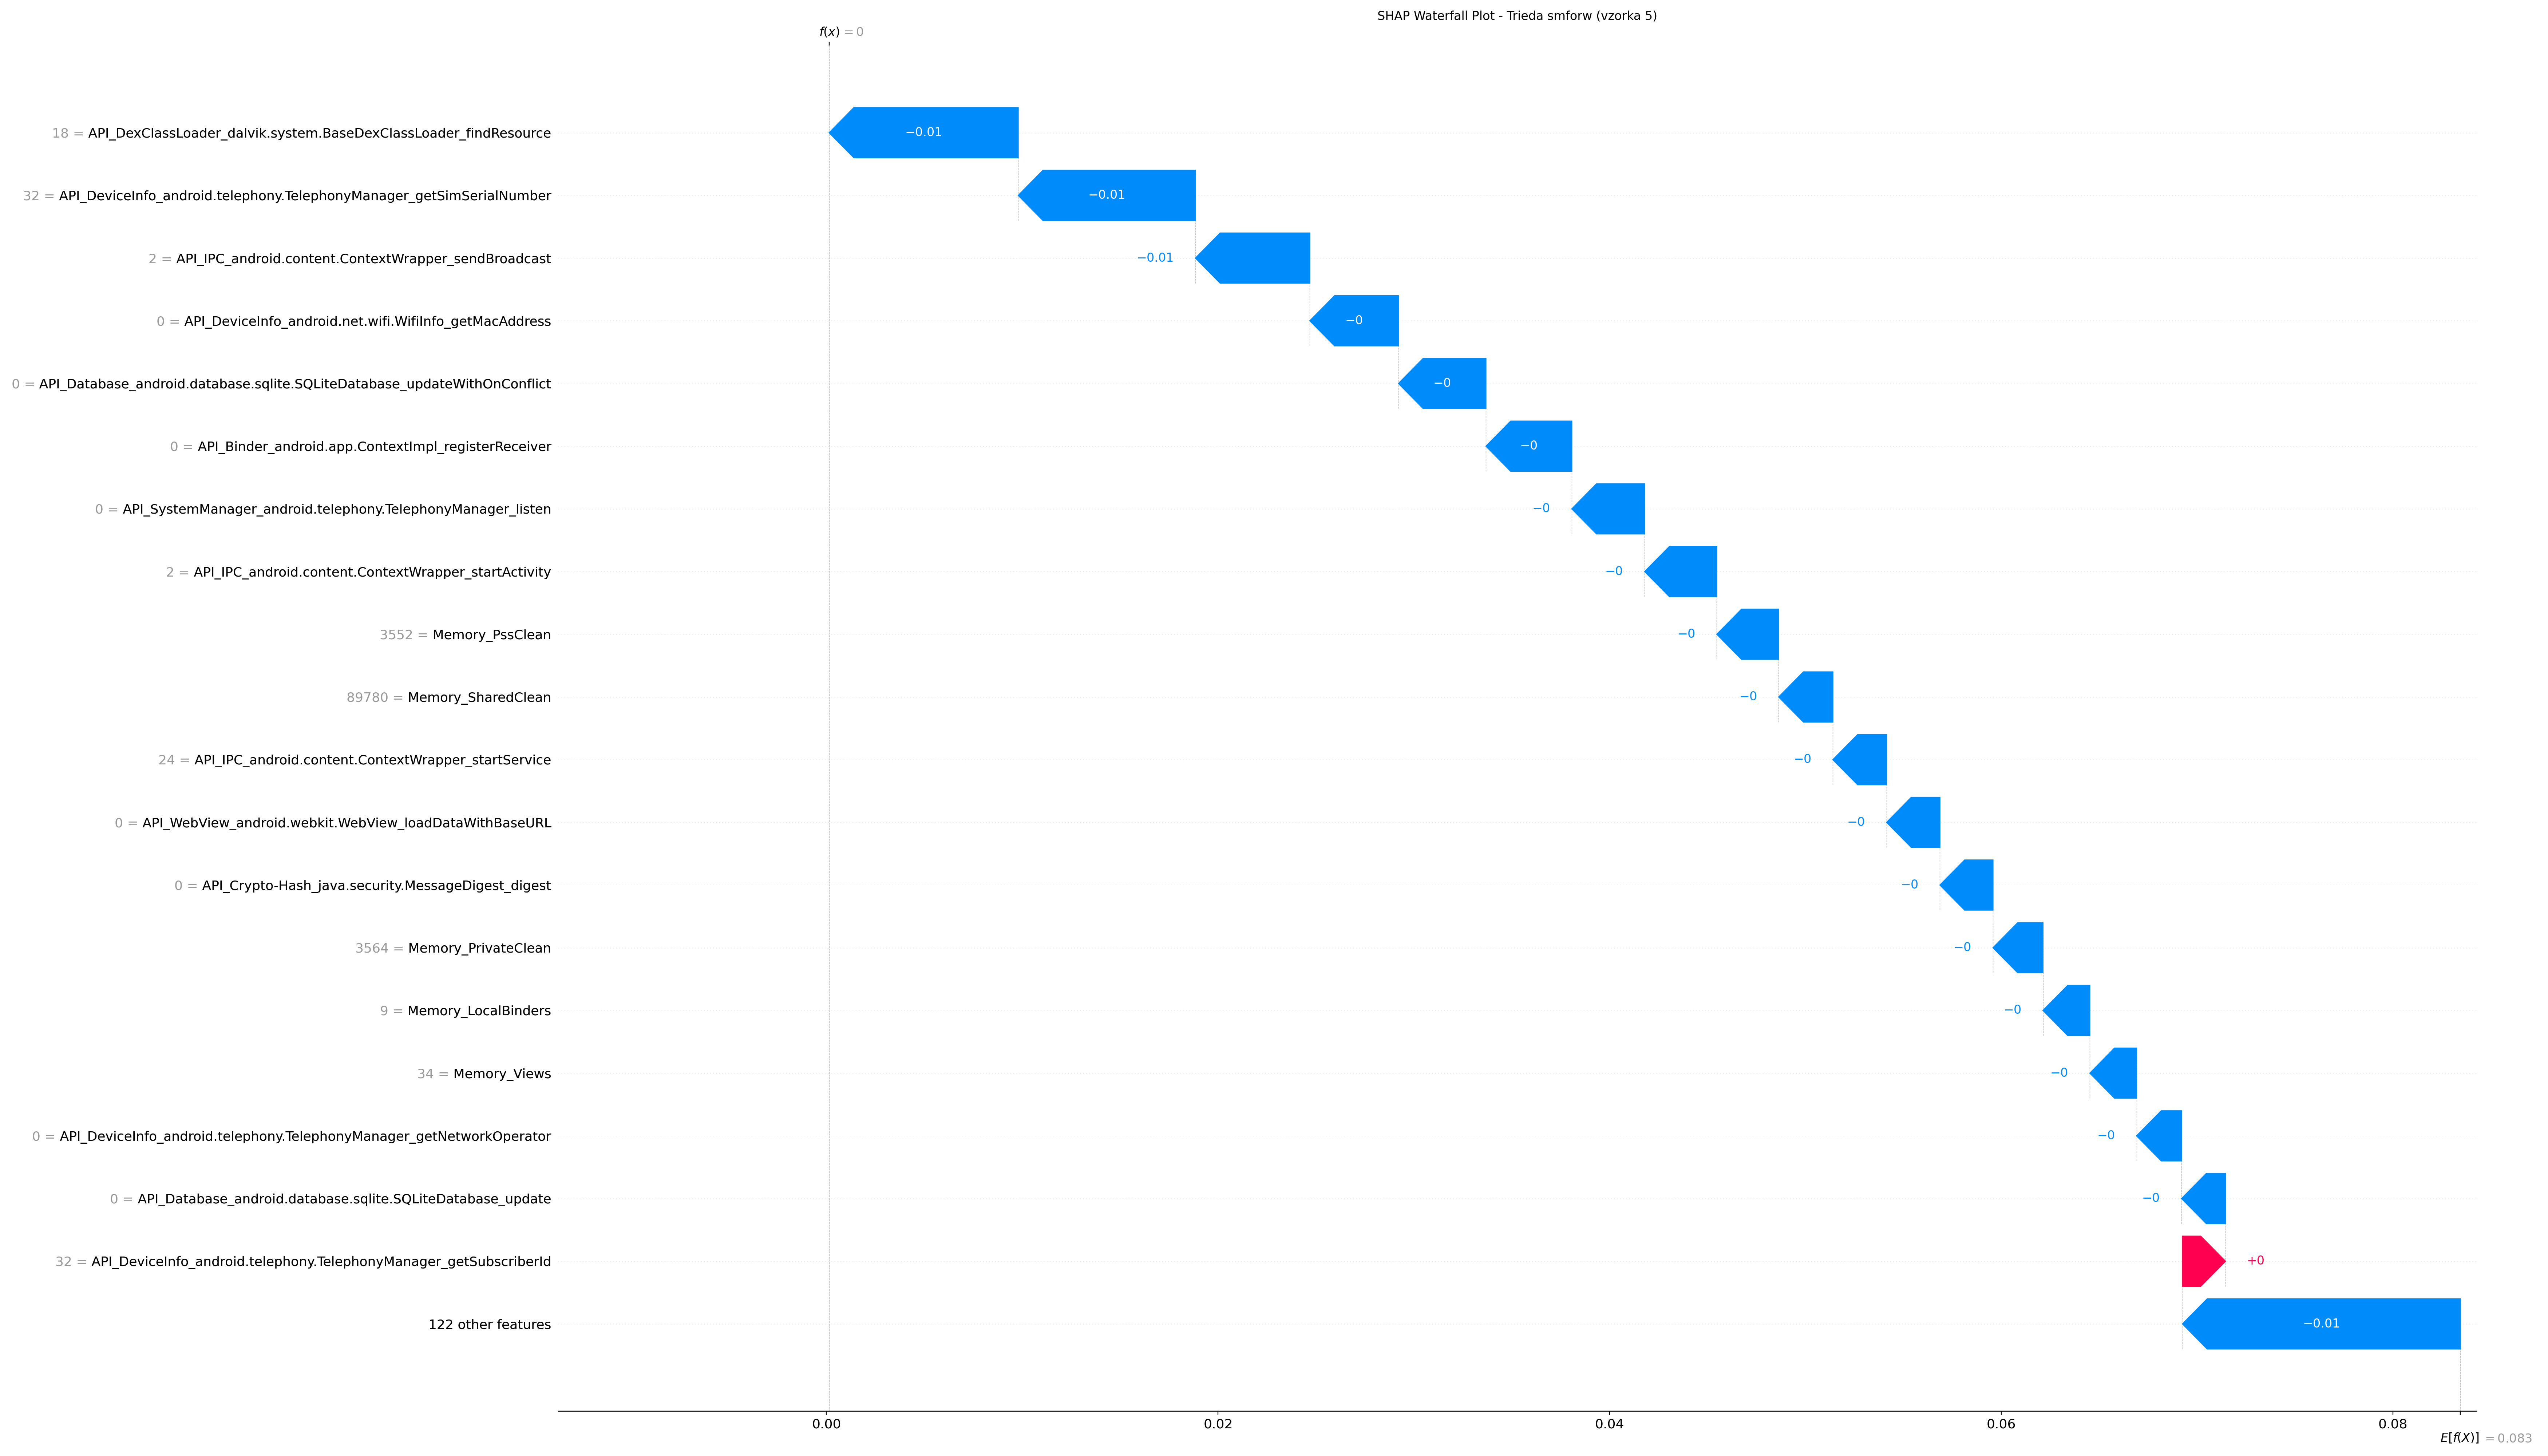 SHAP Waterfall Plot - Trieda smforw (vzorka 5)
f(x) = 0
18 = API_DexClassLoader_dalvik.system.BaseDexClassLoader_findResource
−0.01
32 = API_DeviceInfo_android.telephony.TelephonyManager_getSimSerialNumber
−0.01
2 = API_IPC_android.content.ContextWrapper_sendBroadcast
−0.01
0 = API_DeviceInfo_android.net.wifi.WifiInfo_getMacAddress
−0
0 = API_Database_android.database.sqlite.SQLiteDatabase_updateWithOnConflict
−0
0 = API_Binder_android.app.ContextImpl_registerReceiver
−0
0 = API_SystemManager_android.telephony.TelephonyManager_listen
−0
2 = API_IPC_android.content.ContextWrapper_startActivity
−0
3552 = Memory_PssClean
−0
89780 = Memory_SharedClean
−0
24 = API_IPC_android.content.ContextWrapper_startService
−0
0 = API_WebView_android.webkit.WebView_loadDataWithBaseURL
−0
0 = API_Crypto-Hash_java.security.MessageDigest_digest
−0
3564 = Memory_PrivateClean
−0
9 = Memory_LocalBinders
−0
34 = Memory_Views
−0
0 = API_DeviceInfo_android.telephony.TelephonyManager_getNetworkOperator
−0
0 = API_Database_android.database.sqlite.SQLiteDatabase_update
−0
32 = API_DeviceInfo_android.telephony.TelephonyManager_getSubscriberId
+0
122 other features
−0.01
0.00 0.02 0.04 0.06 0.08
E[f(X)] = 0.083